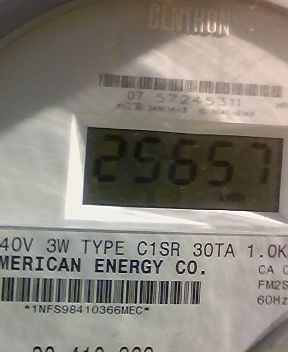 CENTRON
07 57245311
25657
kWh
40V 3W TYPE C1SR 30TA 1.0K
MERICAN ENERGY CO.
CA 0
FM2S
60Hz
*1NFS98410366MEC*